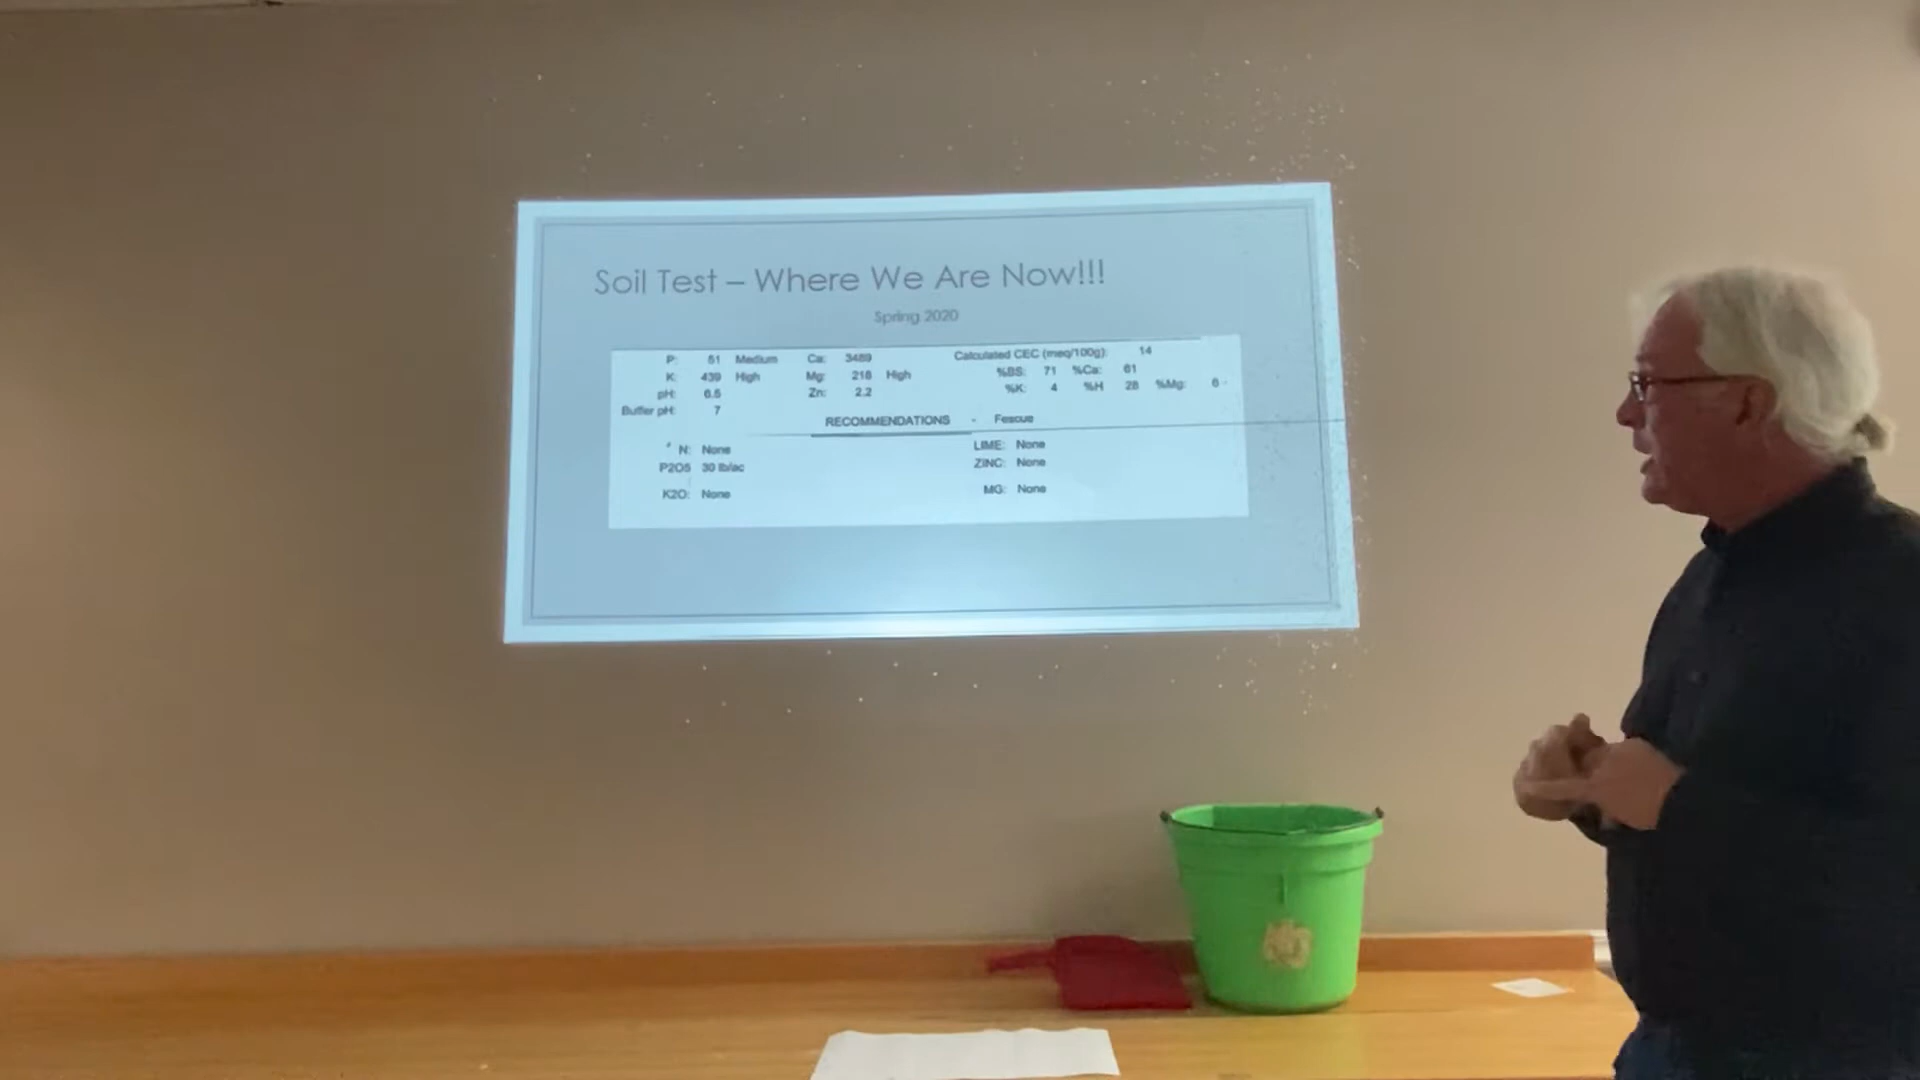 Soil Test – Where We Are Now!!!
Spring 2020
P: 51 Medium Ca: 3489 Calculated CEC (meq/100g): 14
K: 439 High Mg: 218 High %BS: 71 %Ca: 61
pH: 6.5 Zn: 2.2 %K: 4 %H 28 %Mg: 6
Buffer pH: 7
RECOMMENDATIONS - Fescue
N: None LIME: None
P2O5 30 lb/ac ZINC: None
K2O: None MG: None